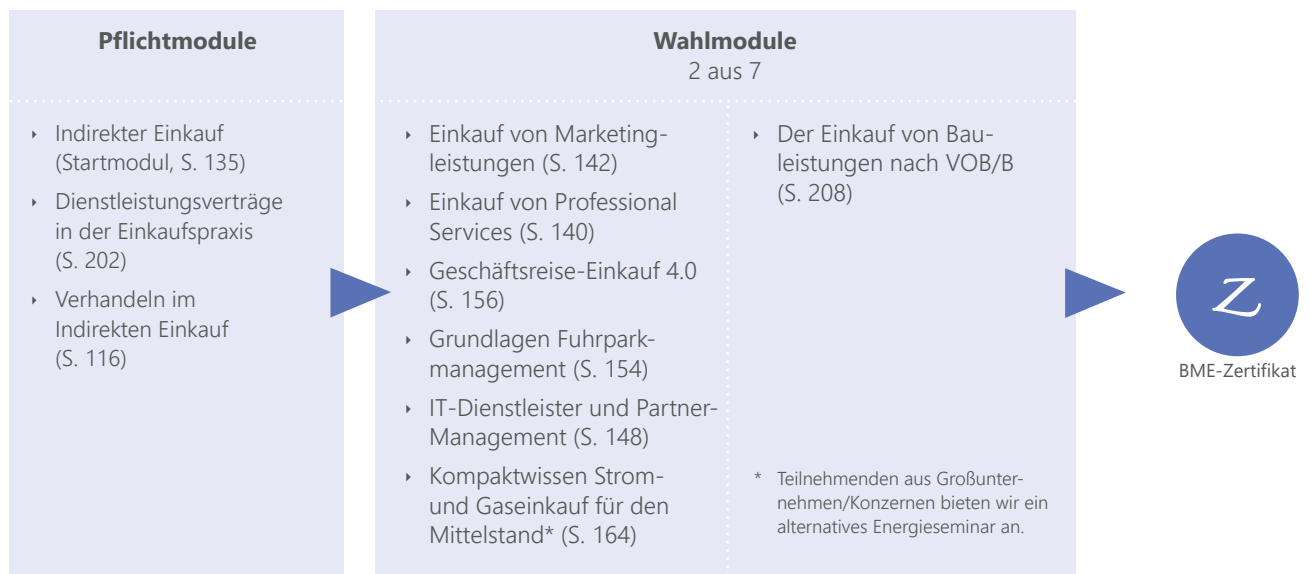 Pflichtmodule
Indirekter Einkauf
(Startmodul, S. 135)
Dienstleistungsverträge
in der Einkaufspraxis
(S. 202)
Verhandeln im
Indirekten Einkauf
(S. 116)
Wahlmodule
2 aus 7
Einkauf von Marketing-
leistungen (S. 142)
Einkauf von Professional
Services (S. 140)
Geschäftsreise-Einkauf 4.0
(S. 156)
Grundlagen Fuhrpark-
management (S. 154)
IT-Dienstleister und Partner-
Management (S. 148)
Kompaktwissen Strom-
und Gaseinkauf für den
Mittelstand* (S. 164)
Der Einkauf von Bau-
leistungen nach VOB/B
(S. 208)
* Teilnehmenden aus Großunter-
nehmen/Konzernen bieten wir ein
alternatives Energieseminar an.
Z
BME-Zertifikat